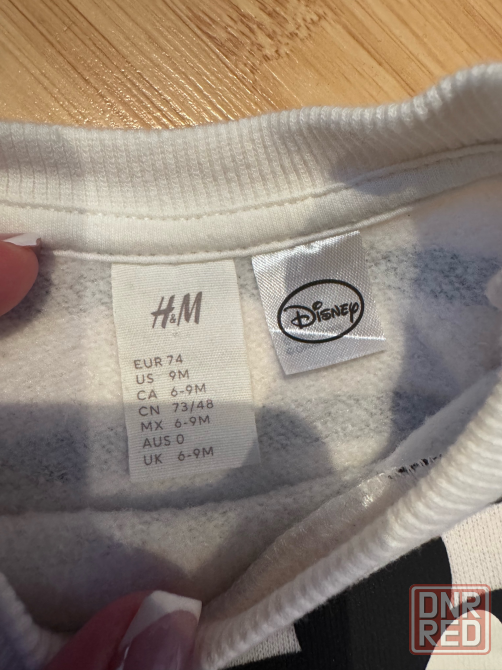 H&M
EUR 74
US 9M
CA 6-9M
CN 73/48
MX 6-9M
AUS 0
UK 6-9M
Disney
DNR
RED